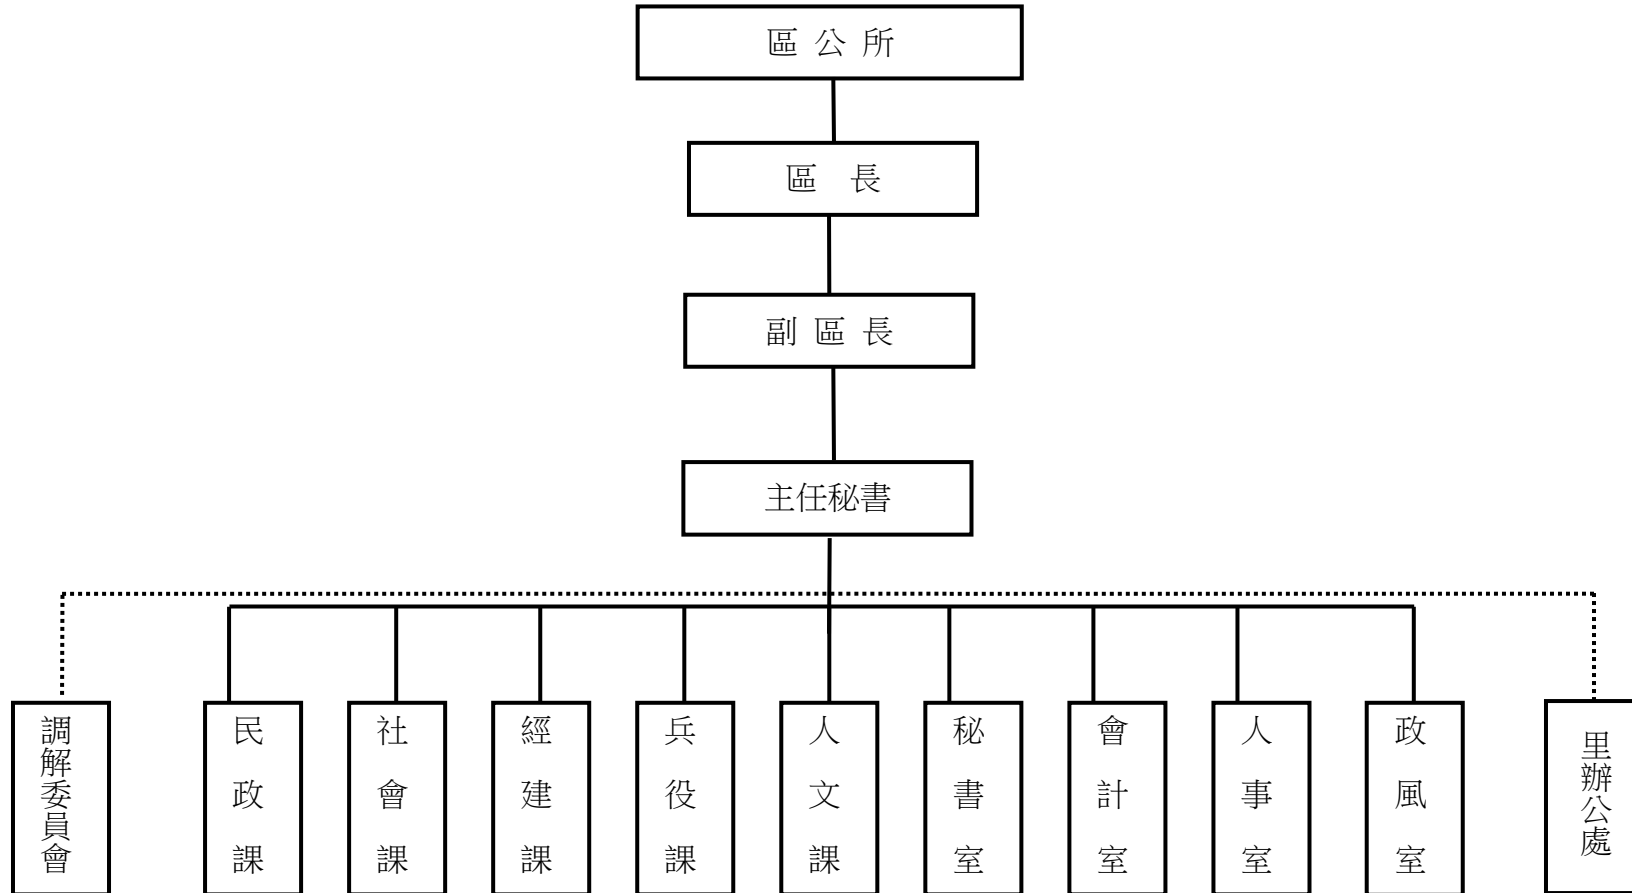 區公所
區 長
副區長
主任秘書
調解委員會
民政課
社會課
經建課
兵役課
人文課
秘書室
會計室
人事室
政風室
里辦公處